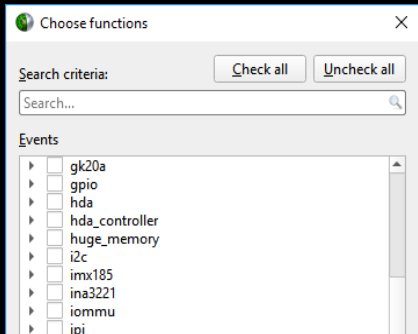 Choose functions
Search criteria:
Check all
Uncheck all
Search...
Events
gk20a
gpio
hda
hda_controller
huge_memory
i2c
imx185
ina3221
iommu
ipi